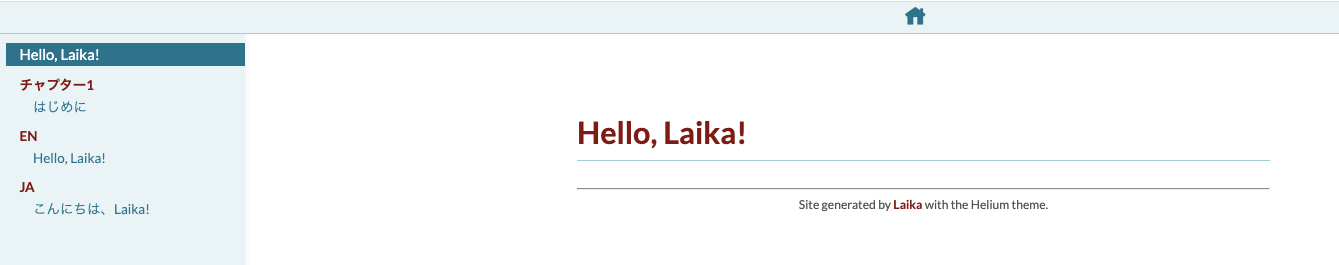 Hello, Laika!
チャプター1
はじめに
EN
Hello, Laika!
JA
こんにちは、Laika!
Hello, Laika!
Site generated by Laika with the Helium theme.